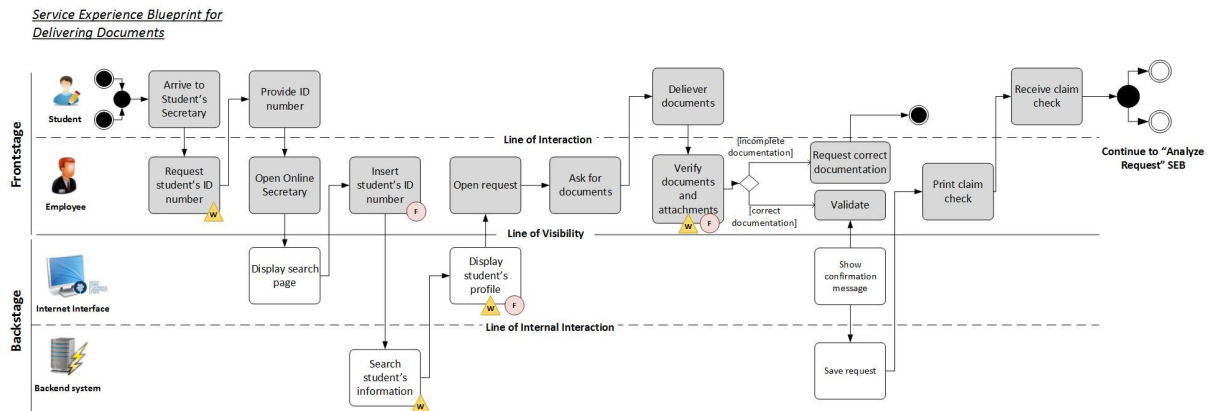 Service Experience Blueprint for
Delivering Documents
Frontstage
Student
Arrive to
Student's
Secretary
Provide ID
number
Deliever
documents
Receive claim
check
Continue to "Analyze
Request" SEB
Line of Interaction
Employee
Request
student's ID
number
W
Open Online
Secretary
Insert
student's ID
number
F
Open request
Ask for
documents
Verify
documents
and
attachments
W
F
[incomplete
documentation]
[correct
documentation]
Request correct
documentation
Validate
Print claim
check
Line of Visibility
Backstage
Internet Interface
Display search
page
Display
student's
profile
W
F
Show
confirmation
message
Line of Internal Interaction
Backend system
Search
student's
information
W
Save request